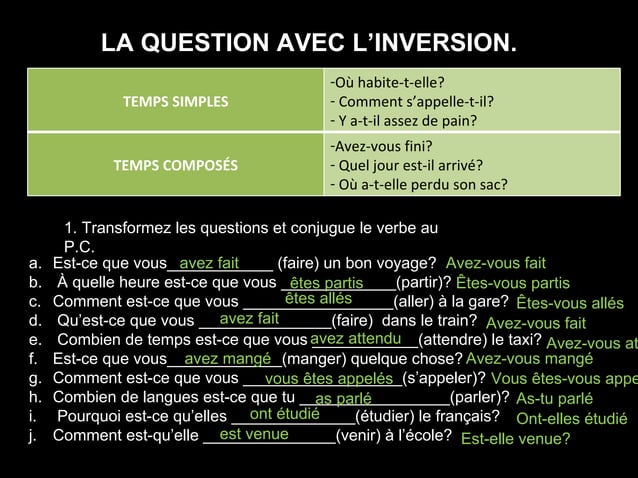 LA QUESTION AVEC L’INVERSION.
TEMPS SIMPLES
-Où habite-t-elle?
- Comment s’appelle-t-il?
- Y a-t-il assez de pain?
TEMPS COMPOSÉS
-Avez-vous fini?
- Quel jour est-il arrivé?
- Où a-t-elle perdu son sac?
1. Transformez les questions et conjugue le verbe au
P.C.
a. Est-ce que vous avez fait (faire) un bon voyage? Avez-vous fait
b. À quelle heure est-ce que vous êtes partis (partir)? Êtes-vous partis
c. Comment est-ce que vous êtes allés (aller) à la gare? Êtes-vous allés
d. Qu’est-ce que vous avez fait (faire) dans le train? Avez-vous fait
e. Combien de temps est-ce que vous avez attendu (attendre) le taxi? Avez-vous at
f. Est-ce que vous avez mangé (manger) quelque chose? Avez-vous mangé
g. Comment est-ce que vous vous êtes appelés (s’appeler)? Vous êtes-vous appe
h. Combien de langues est-ce que tu as parlé (parler)? As-tu parlé
i. Pourquoi est-ce qu’elles ont étudié (étudier) le français? Ont-elles étudié
j. Comment est-qu’elle est venue (venir) à l’école? Est-elle venue?